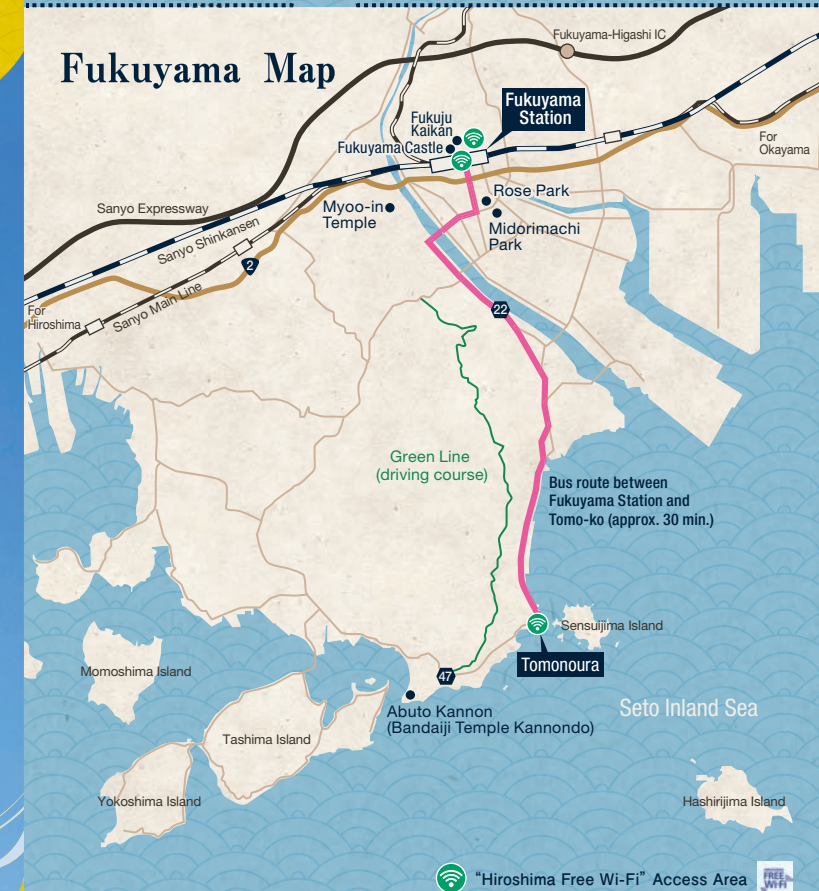 Fukuyama Map
Fukuyama-Higashi IC
Fukuyama
Station
Fukuju
Kaikan
Fukuyama Castle
For
Okayama
Rose Park
Myoo-in
Temple
Midorimachi
Park
Sanyo Expressway
Sanyo Shinkansen
2
For
Hiroshima
Sanyo Main Line
22
Green Line
(driving course)
Bus route between
Fukuyama Station and
Tomo-ko (approx. 30 min.)
Sensuijima Island
Tomonoura
Momoshima Island
47
Abuto Kannon
(Bandaiji Temple Kannondo)
Seto Inland Sea
Tashima Island
Yokoshima Island
Hashirijima Island
"Hiroshima Free Wi-Fi" Access Area
FREE
Wi-Fi